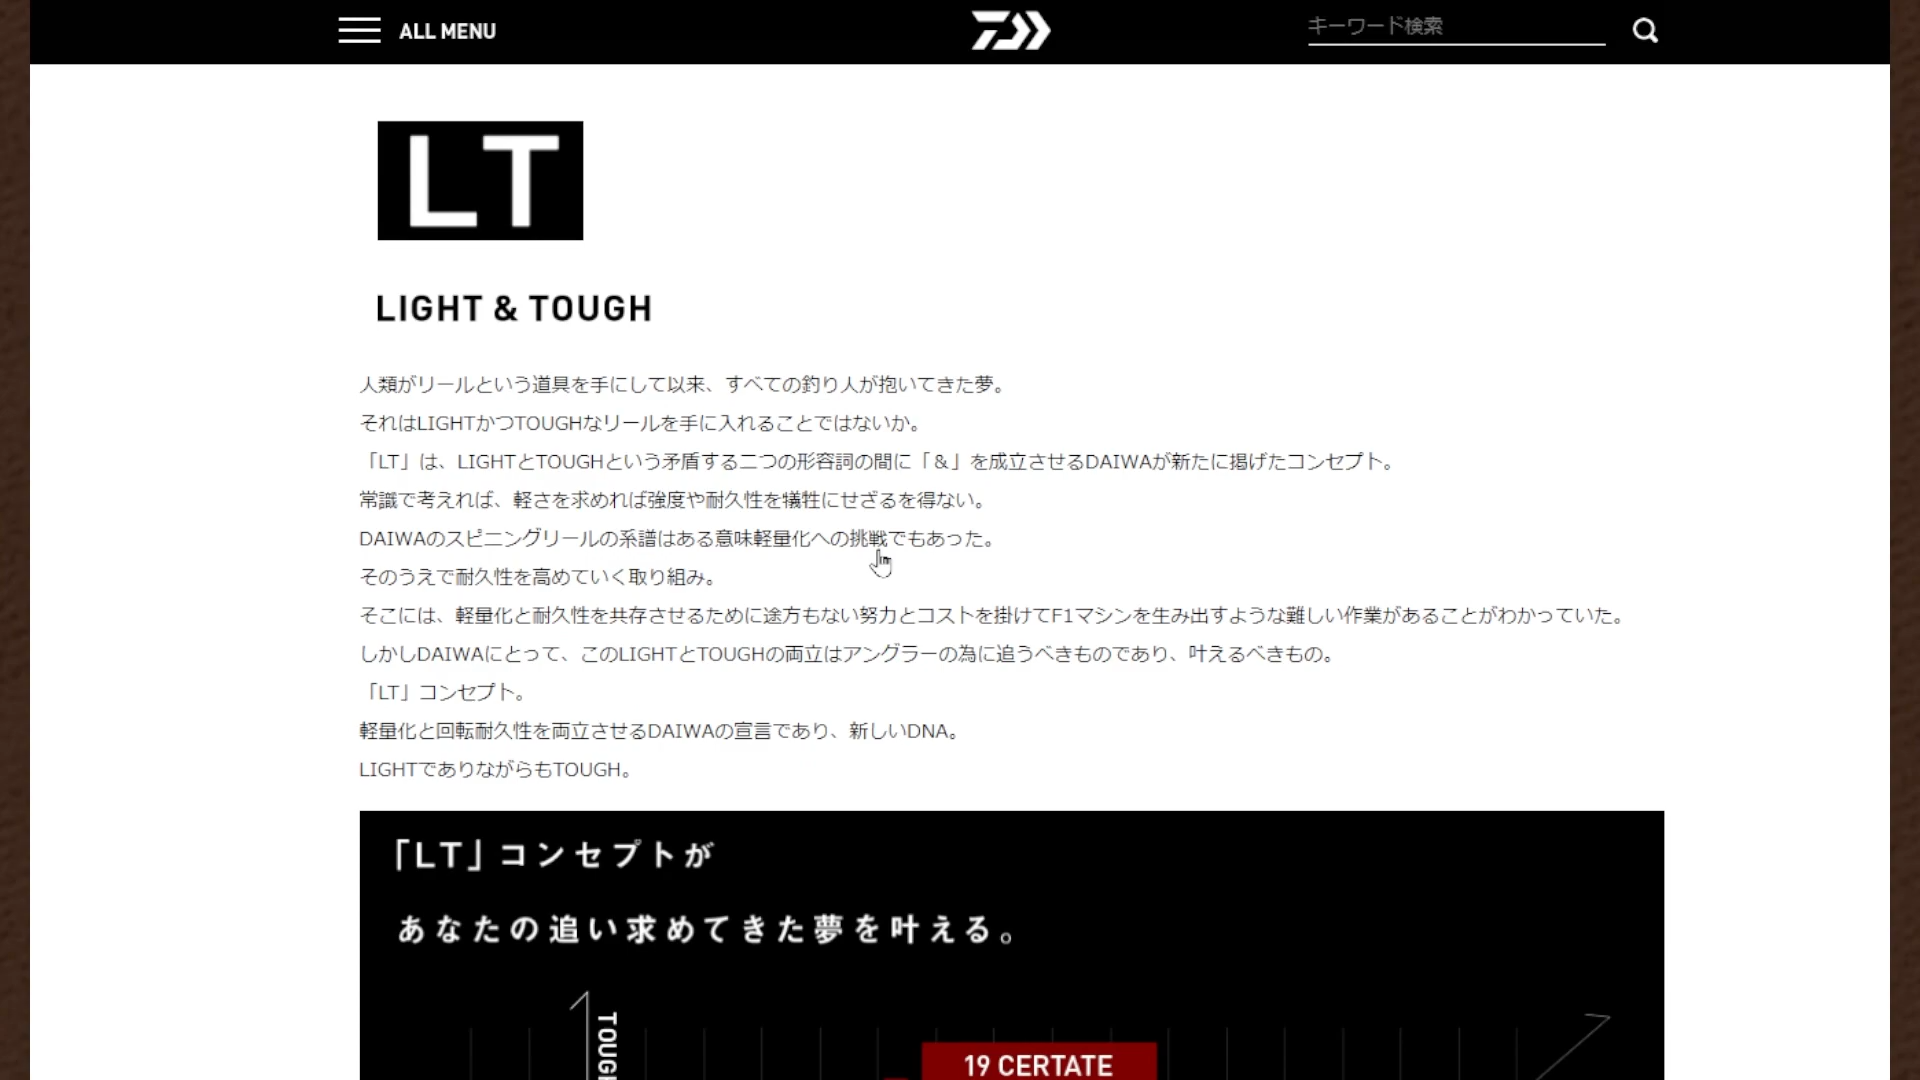 ALL MENU
キーワード検索
LT
LIGHT & TOUGH
人類がリールという道具を手にして以来、すべての釣り人が抱いてきた夢。
それはLIGHTかつTOUGHなリールを手に入れることではないか。
「LT」は、LIGHTとTOUGHという矛盾する二つの形容詞の間に「＆」を成立させるDAIWAが新たに掲げたコンセプト。
常識で考えれば、軽さを求めれば強度や耐久性を犠牲にせざるを得ない。
DAIWAのスピニングリールの系譜はある意味軽量化への挑戦でもあった。
そのうえで耐久性を高めていく取り組み。
そこには、軽量化と耐久性を共存させるために途方もない努力とコストを掛けてF1マシンを生み出すような難しい作業があることがわかっていた。
しかしDAIWAにとって、このLIGHTとTOUGHの両立はアングラーの為に追うべきものであり、叶えるべきもの。
「LT」コンセプト。
軽量化と回転耐久性を両立させるDAIWAの宣言であり、新しいDNA。
LIGHTでありながらもTOUGH。
「LT」コンセプトが
あなたの追い求めてきた夢を叶える。
TOUGH
19 CERTATE